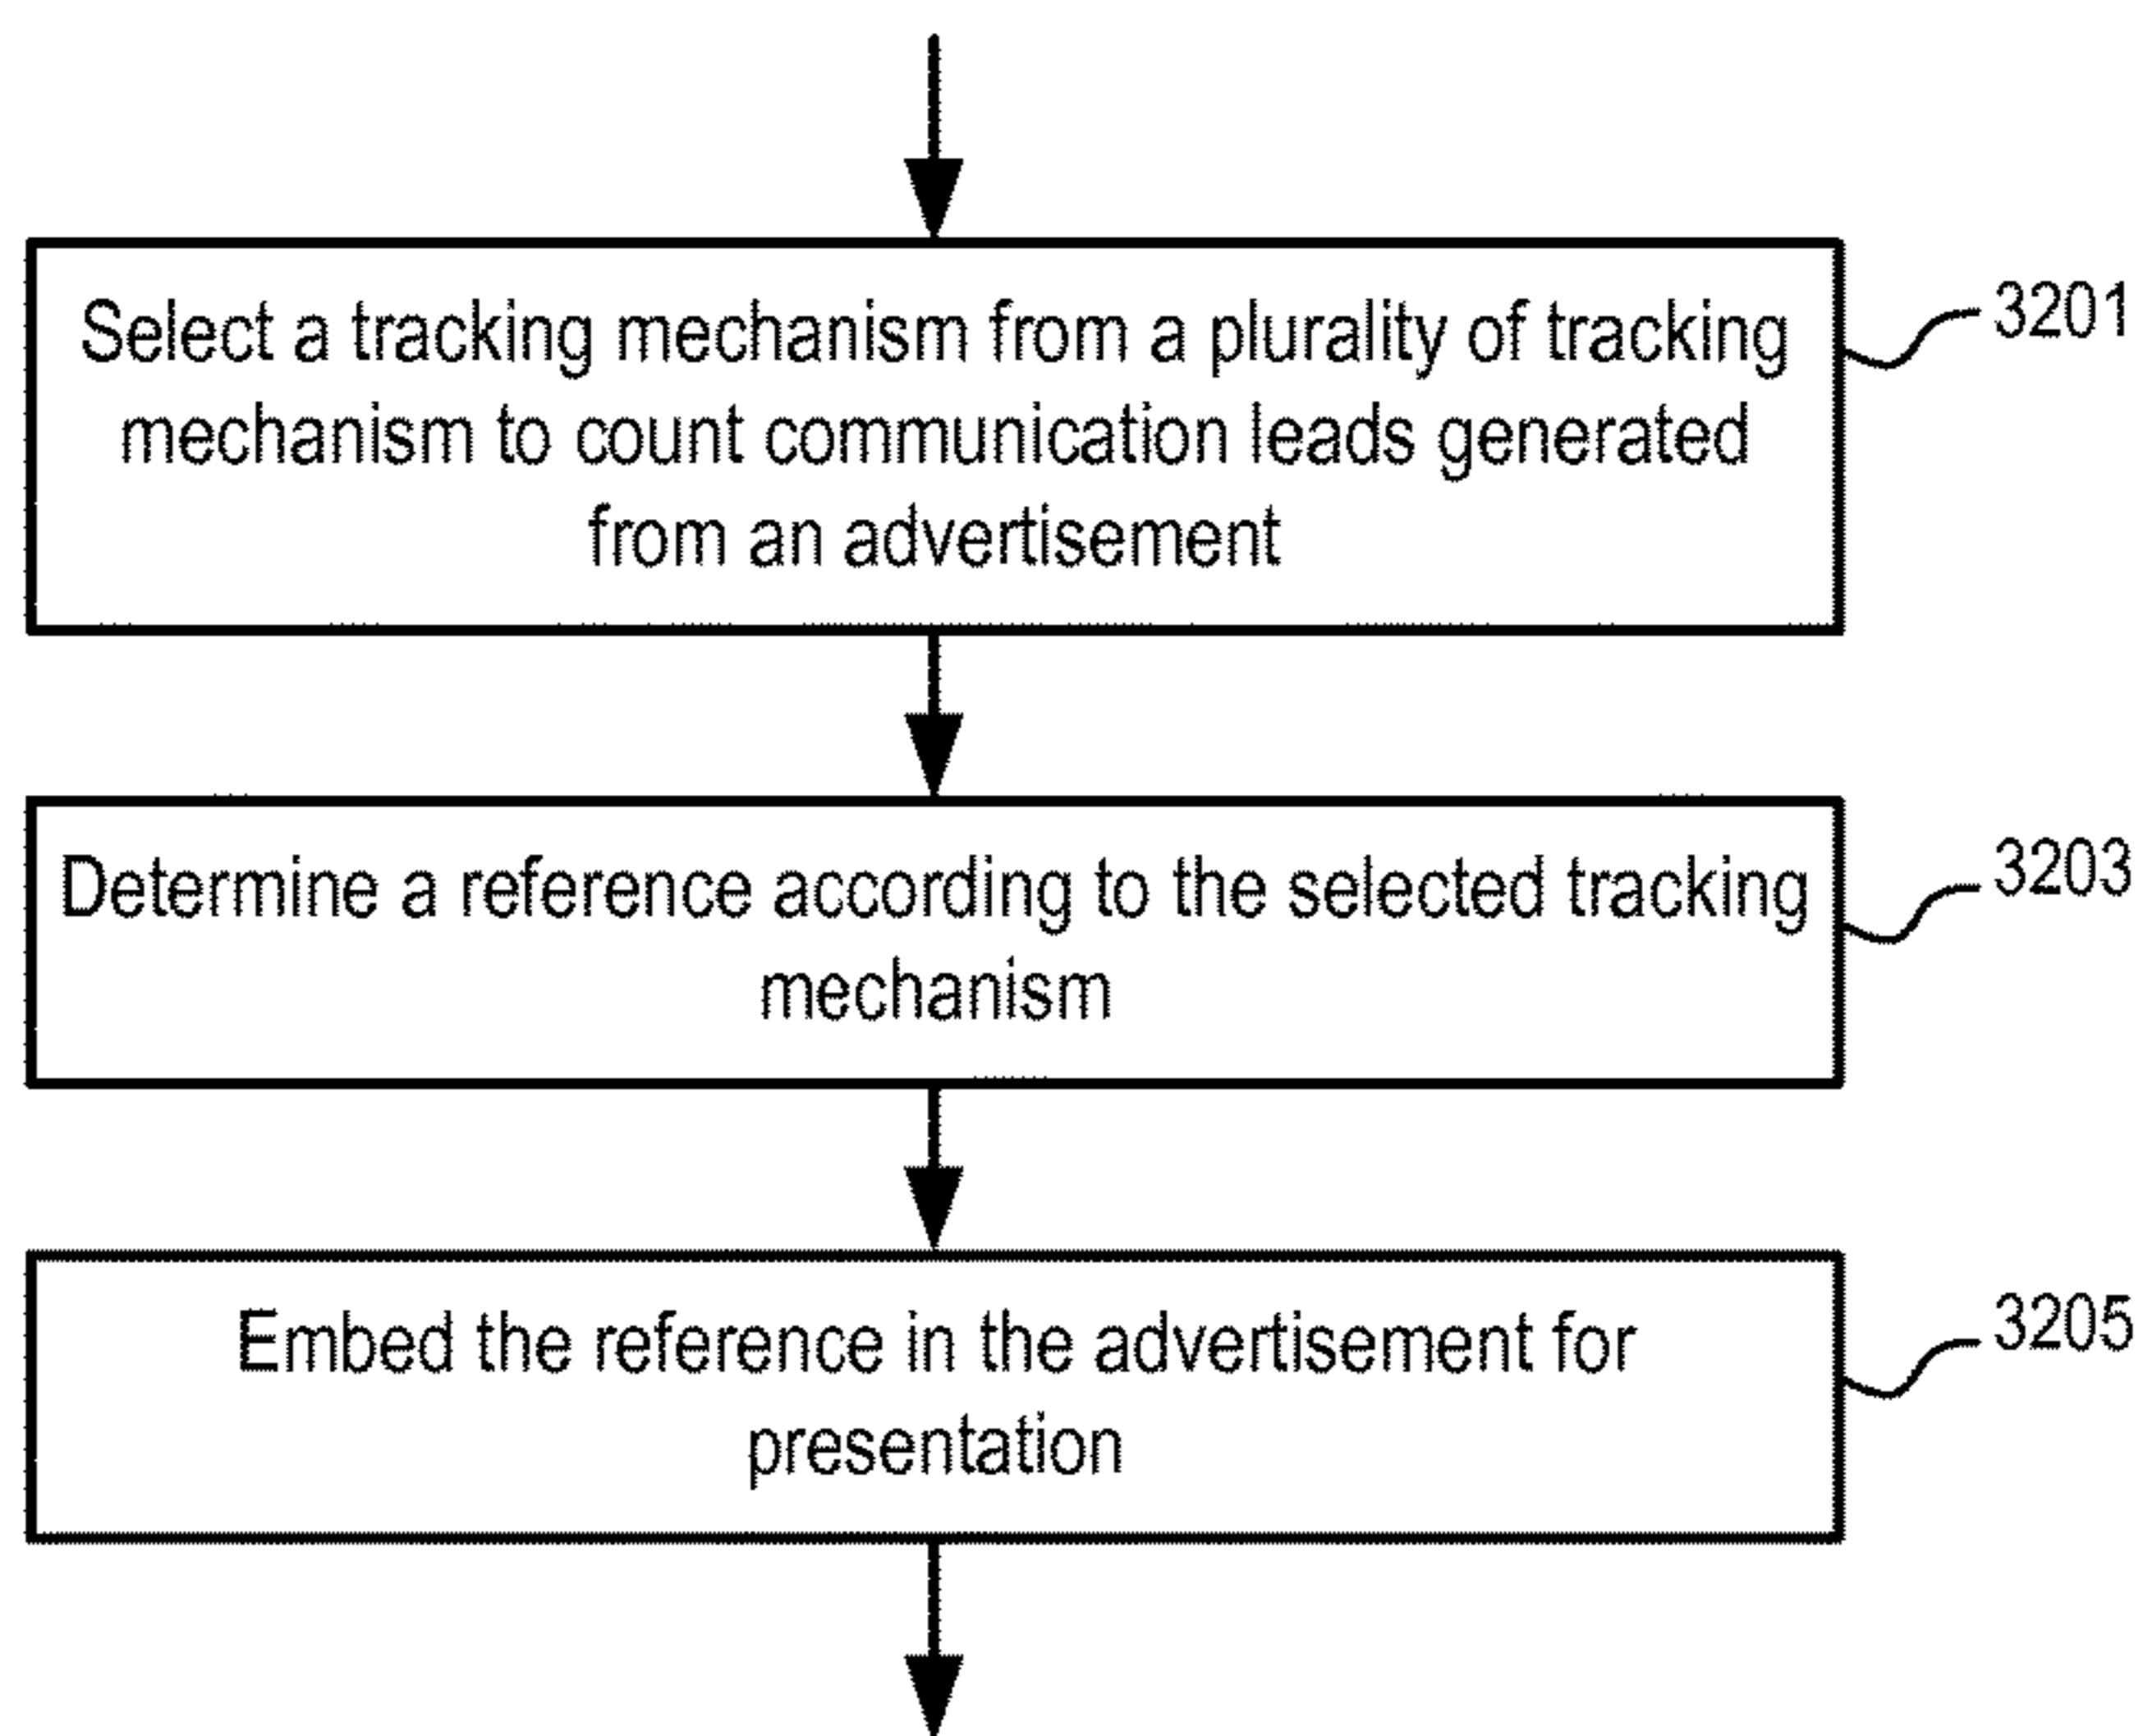 Select a tracking mechanism from a plurality of tracking
mechanism to count communication leads generated
from an advertisement
3201
Determine a reference according to the selected tracking
mechanism
3203
Embed the reference in the advertisement for
presentation
3205